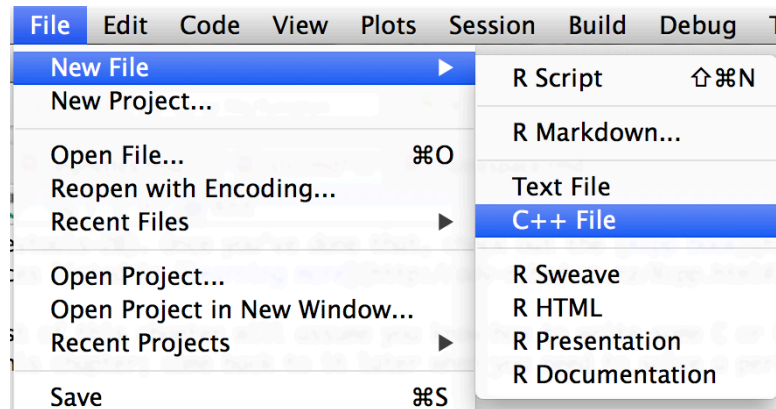 File Edit Code View Plots Session Build Debug
New File
New Project...
Open File... ⌘O
Reopen with Encoding...
Recent Files
Open Project...
Open Project in New Window...
Recent Projects
Save ⌘S
R Script ⇧⌘N
R Markdown...
Text File
C++ File
R Sweave
R HTML
R Presentation
R Documentation